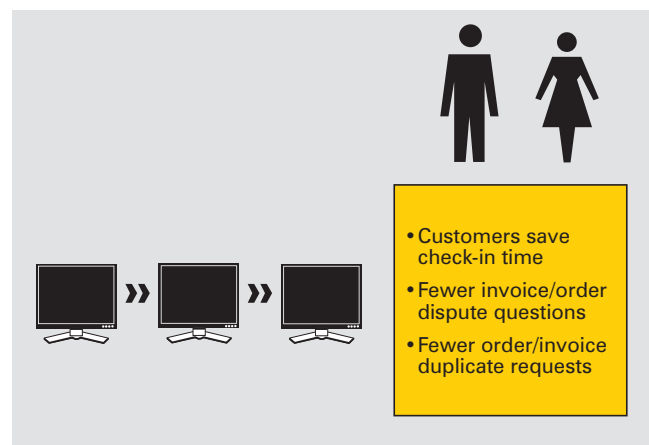 •Customers save
check-in time
•Fewer invoice/order
dispute questions
•Fewer order/invoice
duplicate requests